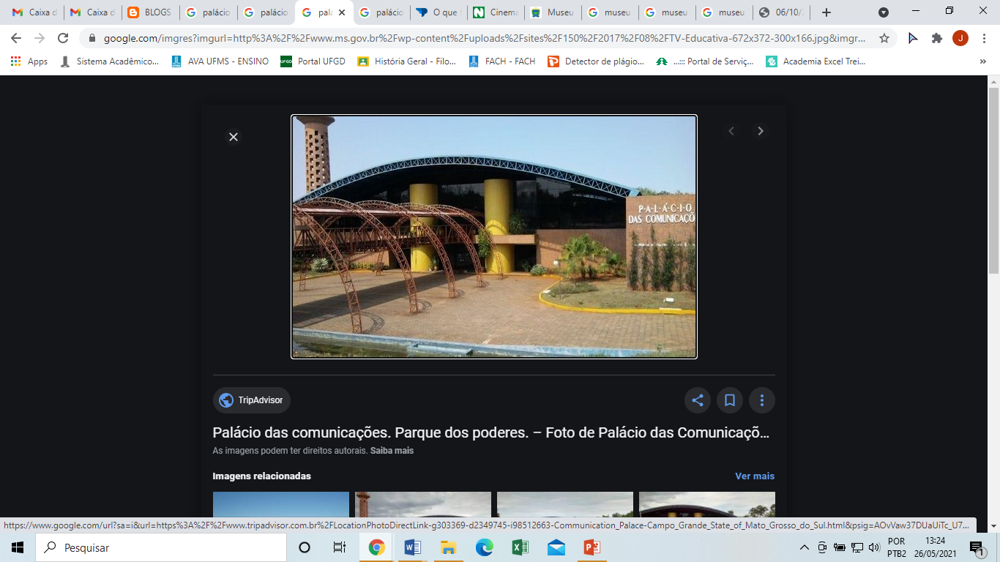 Caixa d
Caixa d
BLOGS
palácio
palácio
pala
palácio
O que
Cinema
Museu
museu
museu
museu
06/10/
google.com/imgres?imgurl=http%3A%2F%2Fwww.ms.gov.br%2Fwp-content%2Fuploads%2Fsites%2F150%2F2017%2F08%2FTV-Educativa-672x372-300x166.jpg&imgr...
J
Apps
Sistema Acadêmico...
AVA UFMS - ENSINO
UFGD
Portal UFGD
História Geral - Filo...
FACH - FACH
Detector de plágio...
..::: Portal de Serviç...
Academia Excel Trei...
»
P·A·L·Á·C·I·O
DAS COMUNICAÇÕ
TripAdvisor
Palácio das comunicações. Parque dos poderes. – Foto de Palácio das Comunicaçõ...
As imagens podem ter direitos autorais. Saiba mais
Imagens relacionadas
Ver mais
https://www.google.com/url?sa=i&url=https%3A%2F%2Fwww.tripadvisor.com.br%2FLocationPhotoDirectLink-g303369-d2349745-i98512663-Communication_Palace-Campo_Grande_State_of_Mato_Grosso_do_Sul.html&psig=AOvVaw37DUaUiTc_U7...
Pesquisar
POR
PTB2
13:24
26/05/2021
1